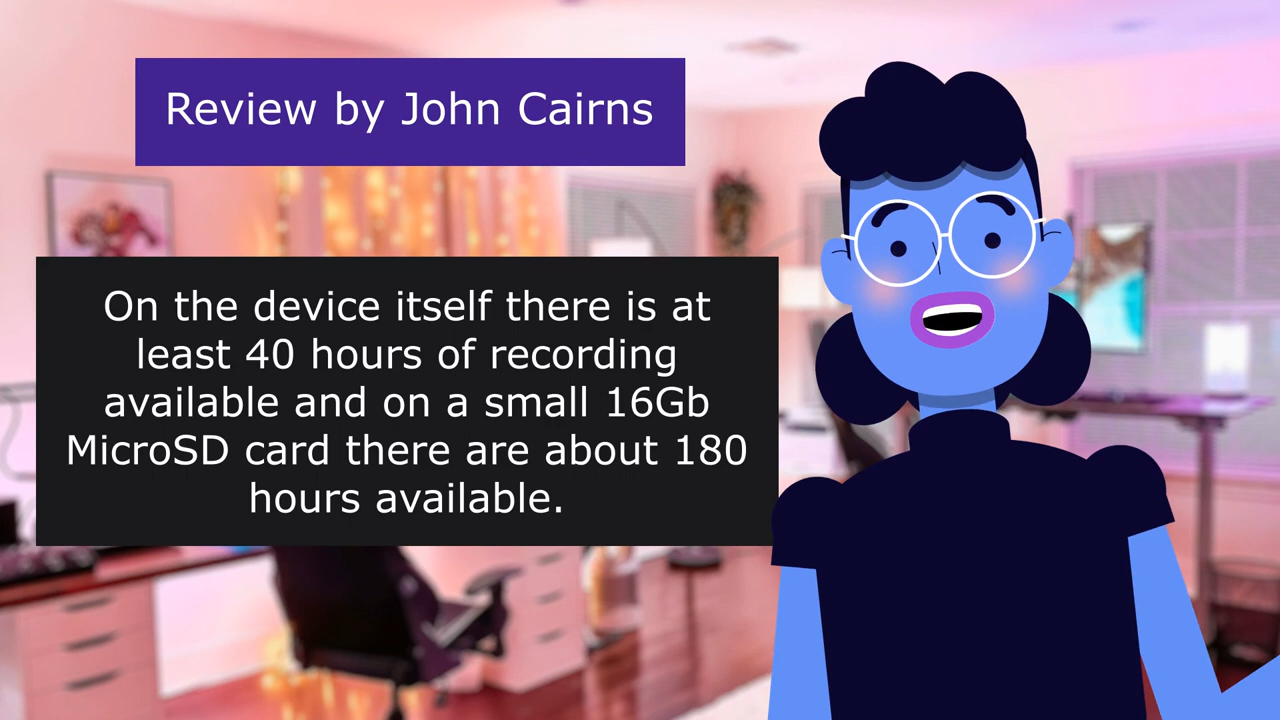 Review by John Cairns
On the device itself there is at
least 40 hours of recording
available and on a small 16Gb
MicroSD card there are about 180
hours available.